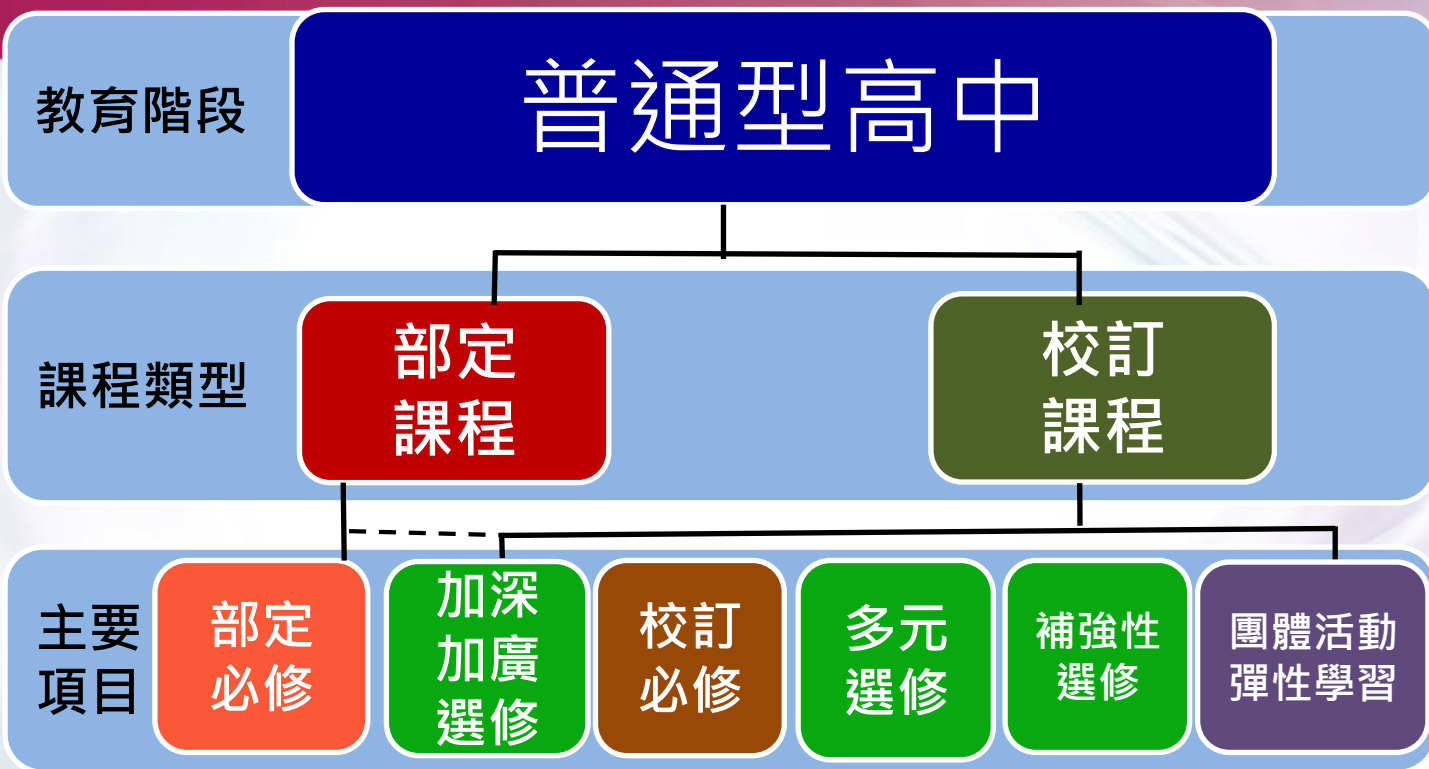 教育階段
普通型高中
課程類型
部定
課程
校訂
課程
主要
項目
部定
必修
加深
加廣
選修
校訂
必修
多元
選修
補強性
選修
團體活動
彈性學習